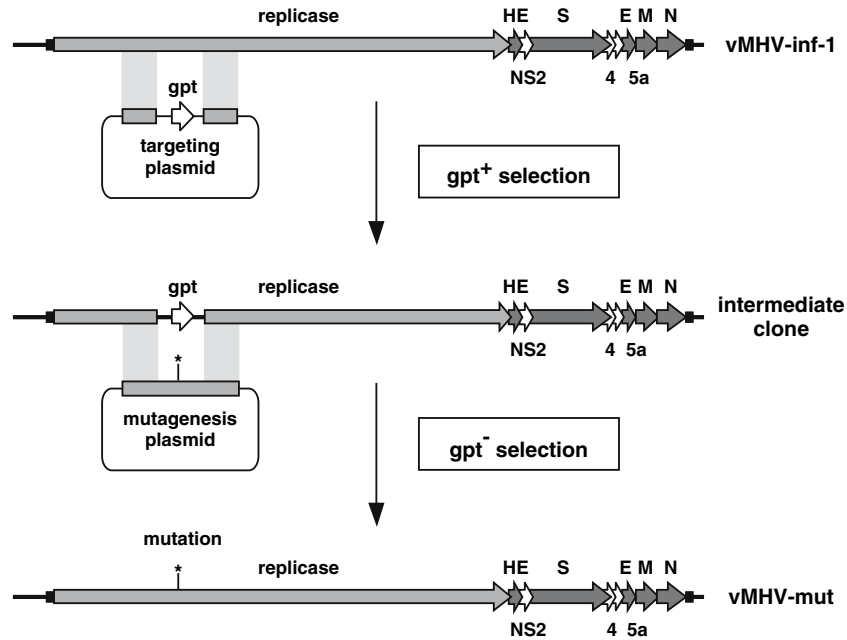 replicase HE S E M N
vMHV-inf-1
NS2 4 5a
gpt
targeting
plasmid
gpt+ selection
gpt replicase HE S E M N
intermediate
clone
NS2 4 5a
*
mutagenesis
plasmid
gpt- selection
mutation
*
replicase HE S E M N
vMHV-mut
NS2 4 5a